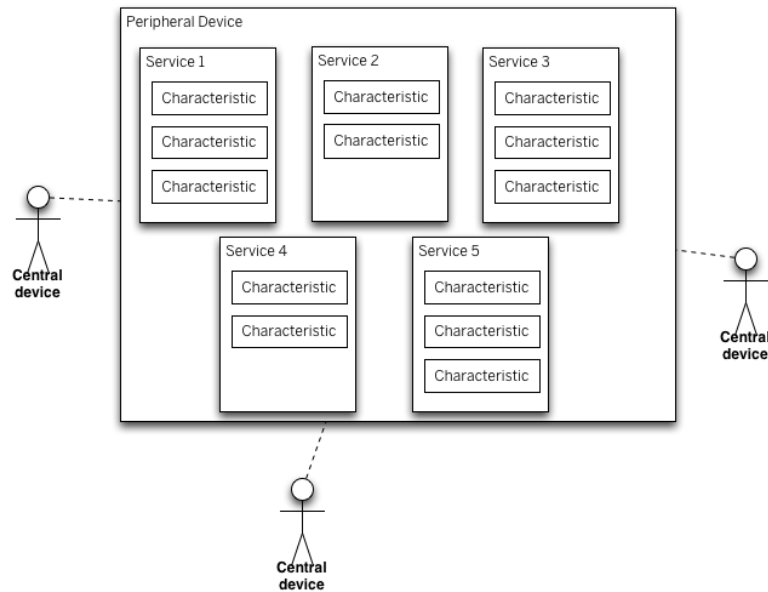 Peripheral Device
Service 1
Characteristic
Characteristic
Characteristic
Service 2
Characteristic
Characteristic
Service 3
Characteristic
Characteristic
Characteristic
Service 4
Characteristic
Characteristic
Service 5
Characteristic
Characteristic
Characteristic
Central
device
Central
device
Central
device